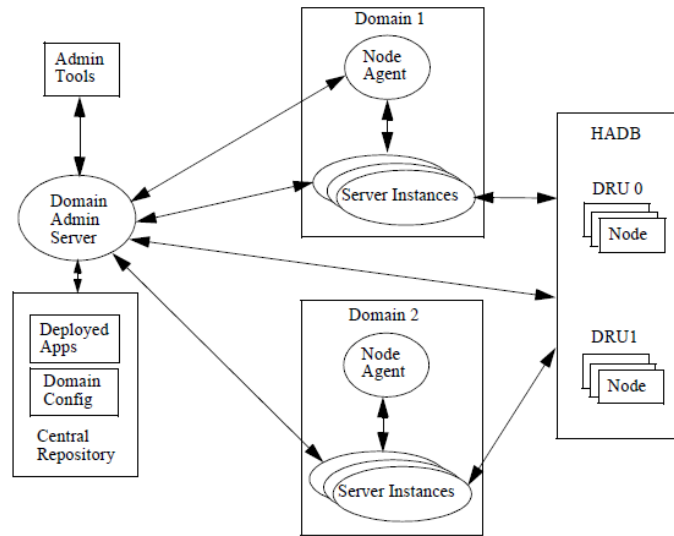 Admin
Tools
Domain
Admin
Server
Deployed
Apps
Domain
Config
Central
Repository
Domain 1
Node
Agent
Server Instances
Domain 2
Node
Agent
Server Instances
HADB
DRU 0
Node
DRU1
Node